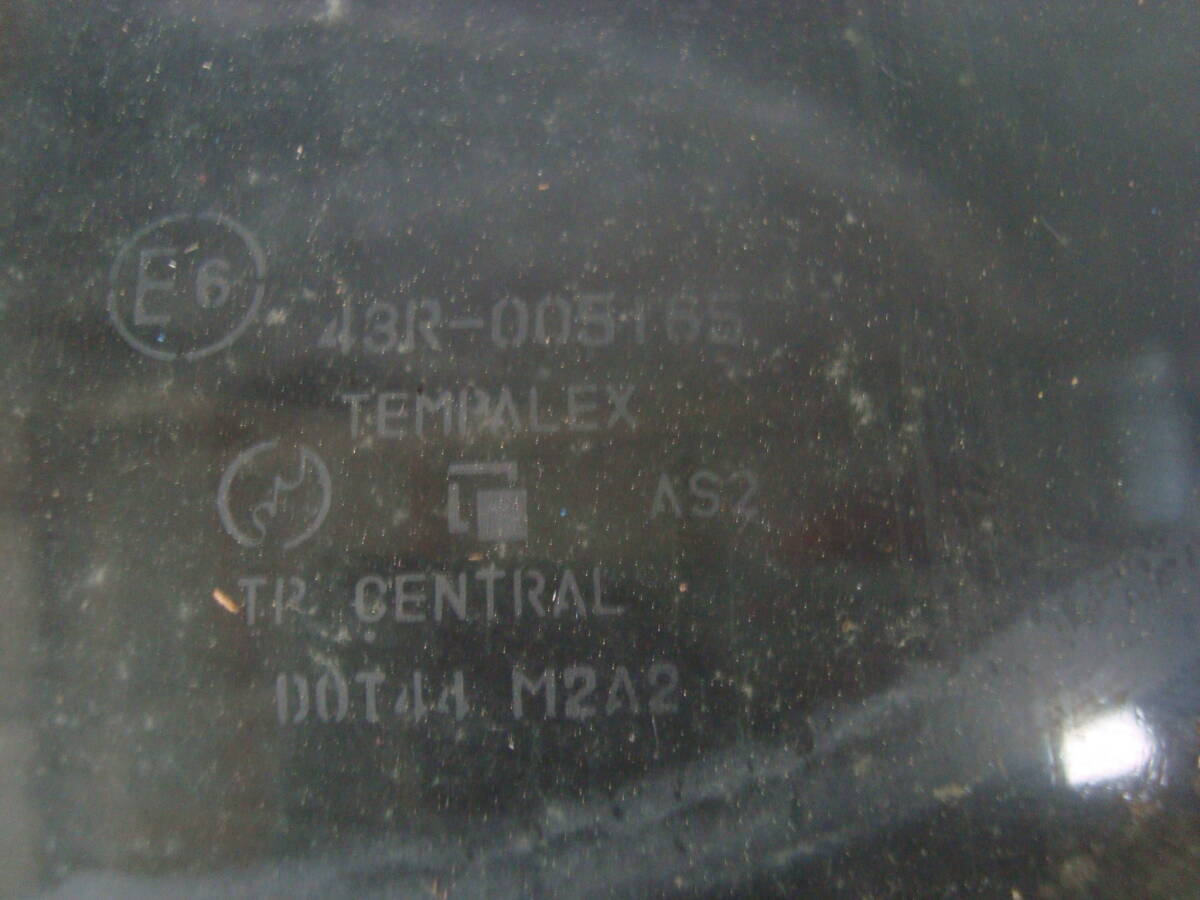 E6
43R-005165
TEMPALEX
AS2
TR CENTRAL
DOT44 M2A2